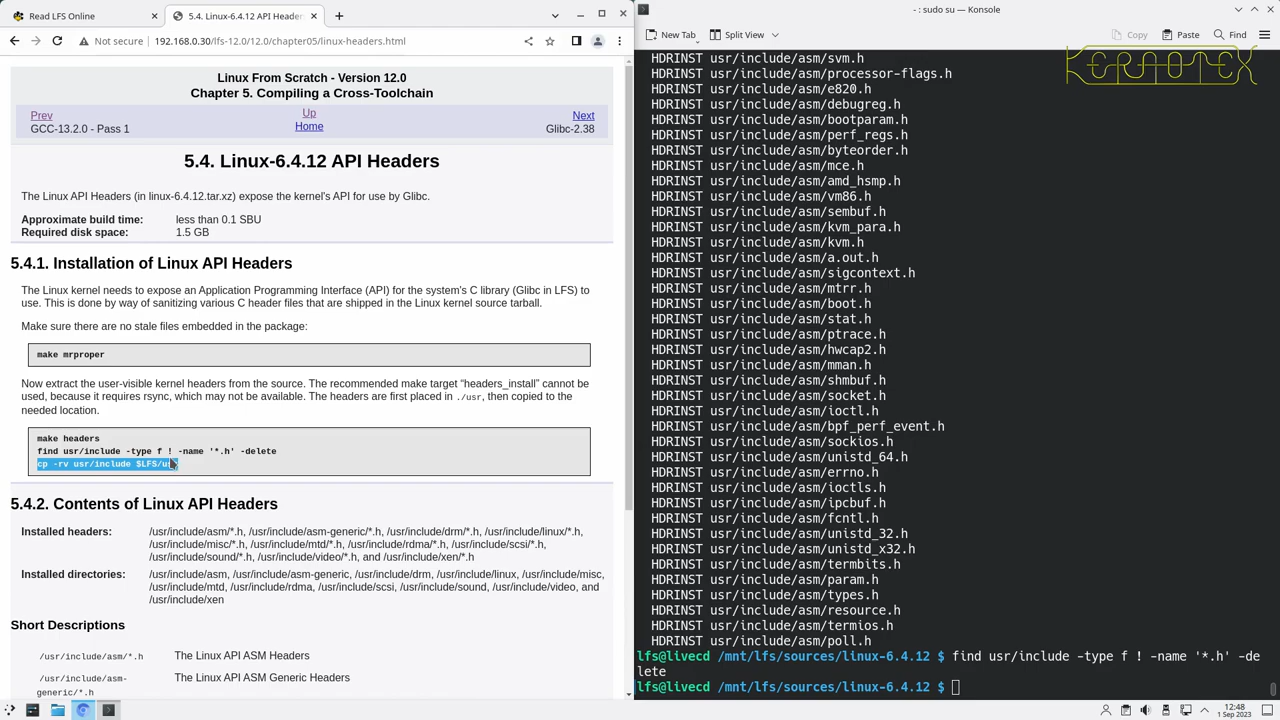 Read LFS Online
5.4. Linux-6.4.12 API Header
Not secure
192.168.0.30/lfs-12.0/12.0/chapter05/linux-headers.html
Linux From Scratch - Version 12.0
Chapter 5. Compiling a Cross-Toolchain
Prev
Up
Next
GCC-13.2.0 - Pass 1
Home
Glibc-2.38
5.4. Linux-6.4.12 API Headers
The Linux API Headers (in linux-6.4.12.tar.xz) expose the kernel's API for use by Glibc.
Approximate build time: less than 0.1 SBU
Required disk space: 1.5 GB
5.4.1. Installation of Linux API Headers
The Linux kernel needs to expose an Application Programming Interface (API) for the system's C library (Glibc in LFS) to
use. This is done by way of sanitizing various C header files that are shipped in the Linux kernel source tarball.
Make sure there are no stale files embedded in the package:
make mrproper
Now extract the user-visible kernel headers from the source. The recommended make target “headers_install” cannot be
used, because it requires rsync, which may not be available. The headers are first placed in ./usr, then copied to the
needed location.
make headers
find usr/include -type f ! -name '*.h' -delete
cp -rv usr/include $LFS/usr
5.4.2. Contents of Linux API Headers
Installed headers: /usr/include/asm/*.h, /usr/include/asm-generic/*.h, /usr/include/drm/*.h, /usr/include/linux/*.h,
/usr/include/misc/*.h, /usr/include/mtd/*.h, /usr/include/rdma/*.h, /usr/include/scsi/*.h,
/usr/include/sound/*.h, /usr/include/video/*.h, and /usr/include/xen/*.h
Installed directories: /usr/include/asm, /usr/include/asm-generic, /usr/include/drm, /usr/include/linux, /usr/include/misc,
/usr/include/mtd, /usr/include/rdma, /usr/include/scsi, /usr/include/sound, /usr/include/video, and
/usr/include/xen
Short Descriptions
/usr/include/asm/*.h The Linux API ASM Headers
/usr/include/asm- The Linux API ASM Generic Headers
generic/*.h
- : sudo su — Konsole
New Tab
Split View
Copy
Paste
Find
KERNOTEX
HDRINST usr/include/asm/svm.h
HDRINST usr/include/asm/processor-flags.h
HDRINST usr/include/asm/e820.h
HDRINST usr/include/asm/debugreg.h
HDRINST usr/include/asm/bootparam.h
HDRINST usr/include/asm/perf_regs.h
HDRINST usr/include/asm/byteorder.h
HDRINST usr/include/asm/mce.h
HDRINST usr/include/asm/amd_hsmp.h
HDRINST usr/include/asm/vm86.h
HDRINST usr/include/asm/sembuf.h
HDRINST usr/include/asm/kvm_para.h
HDRINST usr/include/asm/kvm.h
HDRINST usr/include/asm/a.out.h
HDRINST usr/include/asm/sigcontext.h
HDRINST usr/include/asm/mtrr.h
HDRINST usr/include/asm/boot.h
HDRINST usr/include/asm/stat.h
HDRINST usr/include/asm/ptrace.h
HDRINST usr/include/asm/hwcap2.h
HDRINST usr/include/asm/mman.h
HDRINST usr/include/asm/shmbuf.h
HDRINST usr/include/asm/socket.h
HDRINST usr/include/asm/ioctl.h
HDRINST usr/include/asm/bpf_perf_event.h
HDRINST usr/include/asm/sockios.h
HDRINST usr/include/asm/unistd_64.h
HDRINST usr/include/asm/errno.h
HDRINST usr/include/asm/ioctls.h
HDRINST usr/include/asm/ipcbuf.h
HDRINST usr/include/asm/fcntl.h
HDRINST usr/include/asm/unistd_32.h
HDRINST usr/include/asm/unistd_x32.h
HDRINST usr/include/asm/termbits.h
HDRINST usr/include/asm/param.h
HDRINST usr/include/asm/types.h
HDRINST usr/include/asm/resource.h
HDRINST usr/include/asm/termios.h
HDRINST usr/include/asm/poll.h
lfs@livecd /mnt/lfs/sources/linux-6.4.12 $ find usr/include -type f ! -name '*.h' -de
lete
lfs@livecd /mnt/lfs/sources/linux-6.4.12 $
12:48
1 Sep 2023